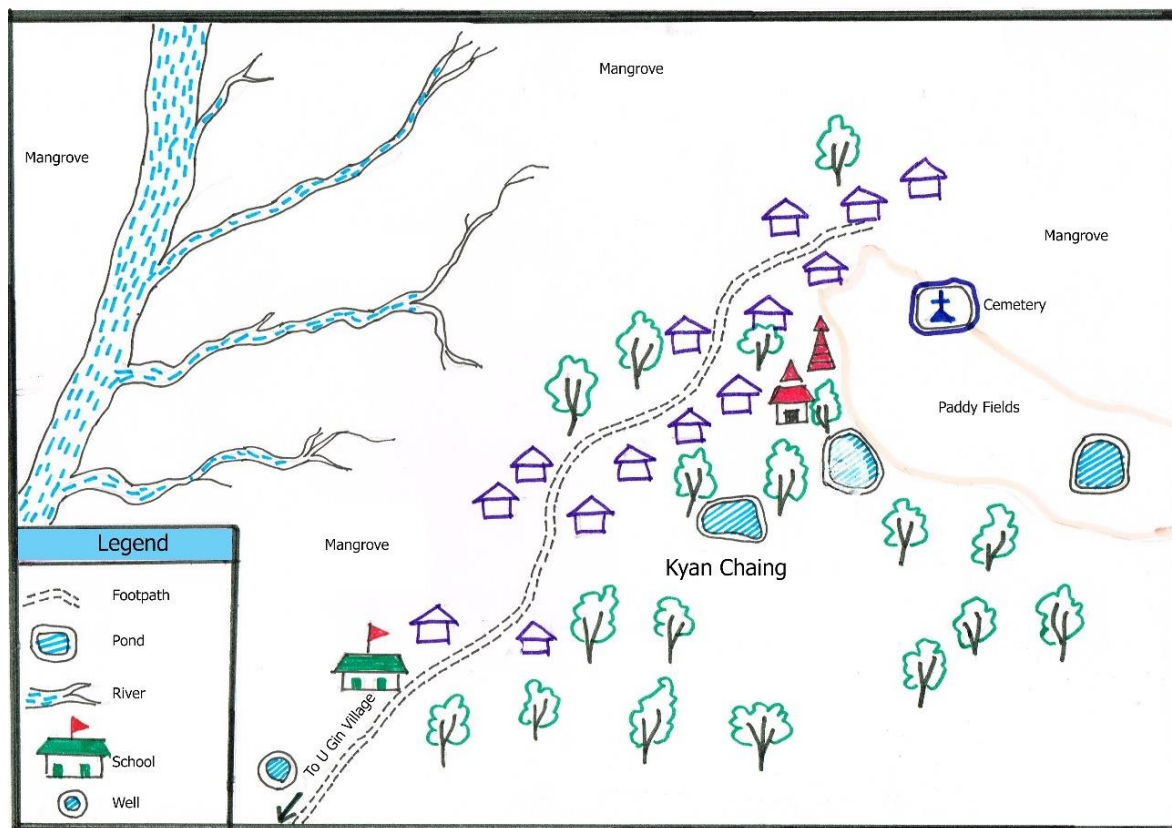 Mangrove
Mangrove
Mangrove
Cemetery
Paddy Fields
Mangrove
Kyan Chaing
To U Gin Village
Legend
Footpath
Pond
River
School
Well